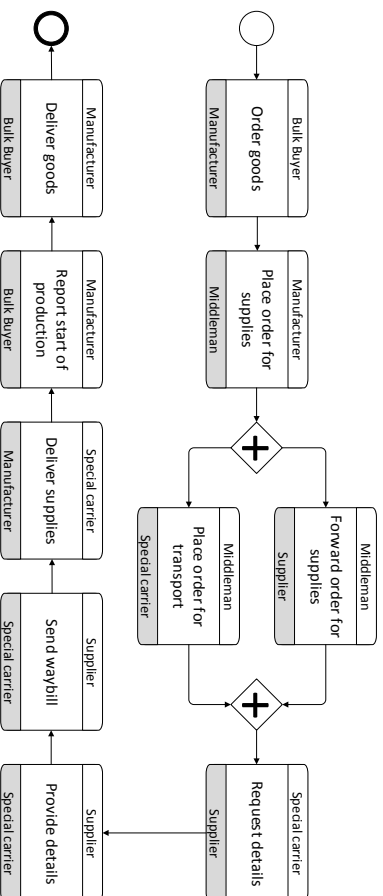 Bulk Buyer
Order goods
Manufacturer
Manufacturer
Place order for
supplies
Middleman
Middleman
Forward order for
supplies
Supplier
Middleman
Place order for
transport
Special carrier
Special carrier
Request details
Supplier
Supplier
Provide details
Special carrier
Supplier
Send waybill
Special carrier
Special carrier
Deliver supplies
Manufacturer
Manufacturer
Report start of
production
Bulk Buyer
Manufacturer
Deliver goods
Bulk Buyer